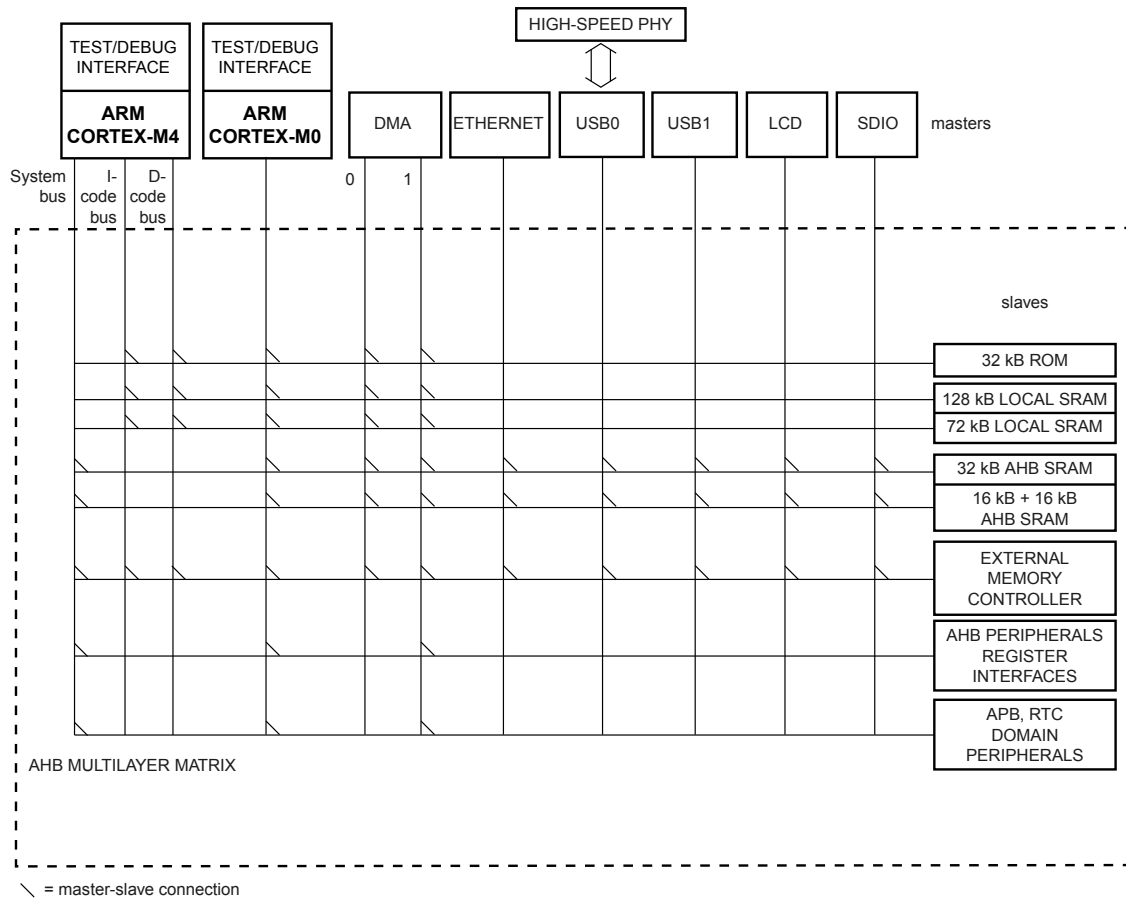 HIGH-SPEED PHY
TEST/DEBUG
INTERFACE
TEST/DEBUG
INTERFACE
ARM
CORTEX-M4
ARM
CORTEX-M0
DMA
ETHERNET
USB0
USB1
LCD
SDIO
masters
System
bus
I-
code
bus
D-
code
bus
0
1
slaves
32 kB ROM
128 kB LOCAL SRAM
72 kB LOCAL SRAM
32 kB AHB SRAM
16 kB + 16 kB
AHB SRAM
EXTERNAL
MEMORY
CONTROLLER
AHB PERIPHERALS
REGISTER
INTERFACES
APB, RTC
DOMAIN
PERIPHERALS
AHB MULTILAYER MATRIX
= master-slave connection